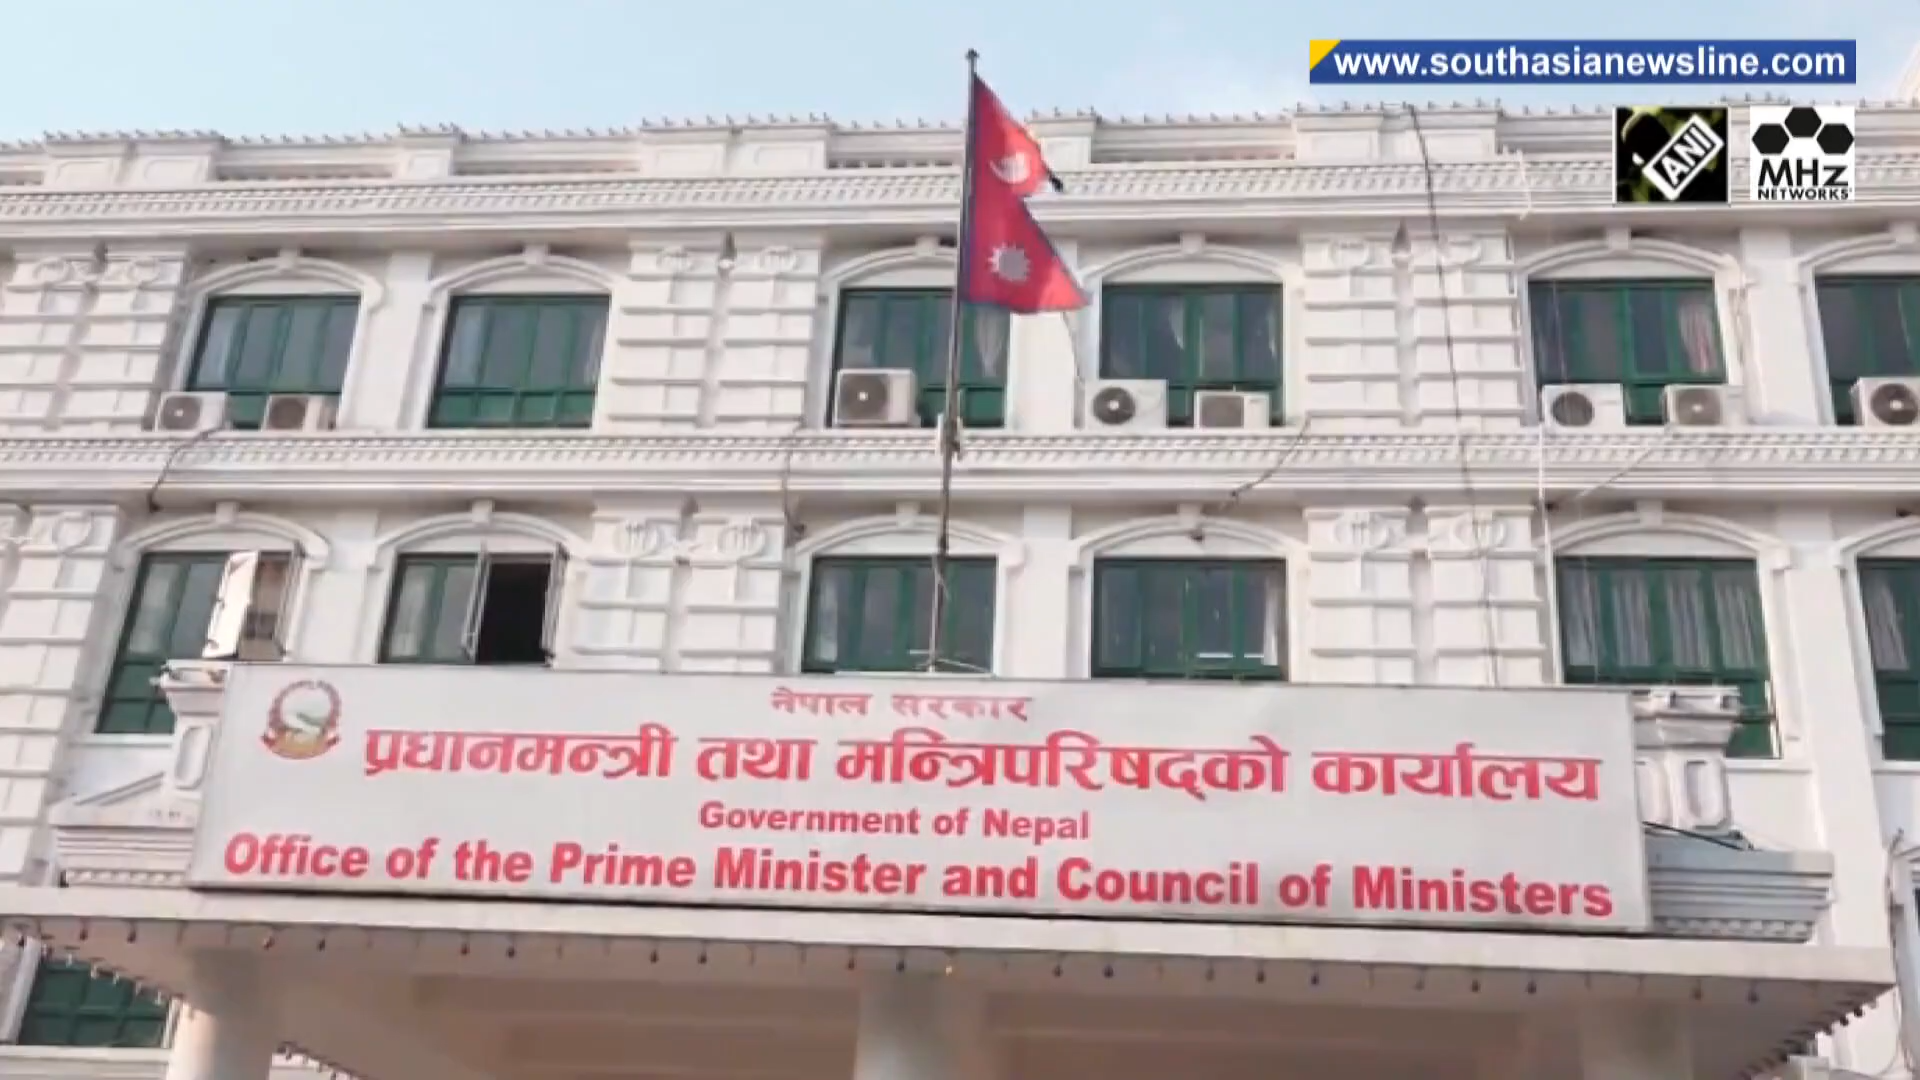 www.southasianewsline.com
ANI
MHz
NETWORKS
नेपाल सरकार
प्रधानमन्त्री तथा मन्त्रिपरिषद्को कार्यालय
Government of Nepal
Office of the Prime Minister and Council of Ministers